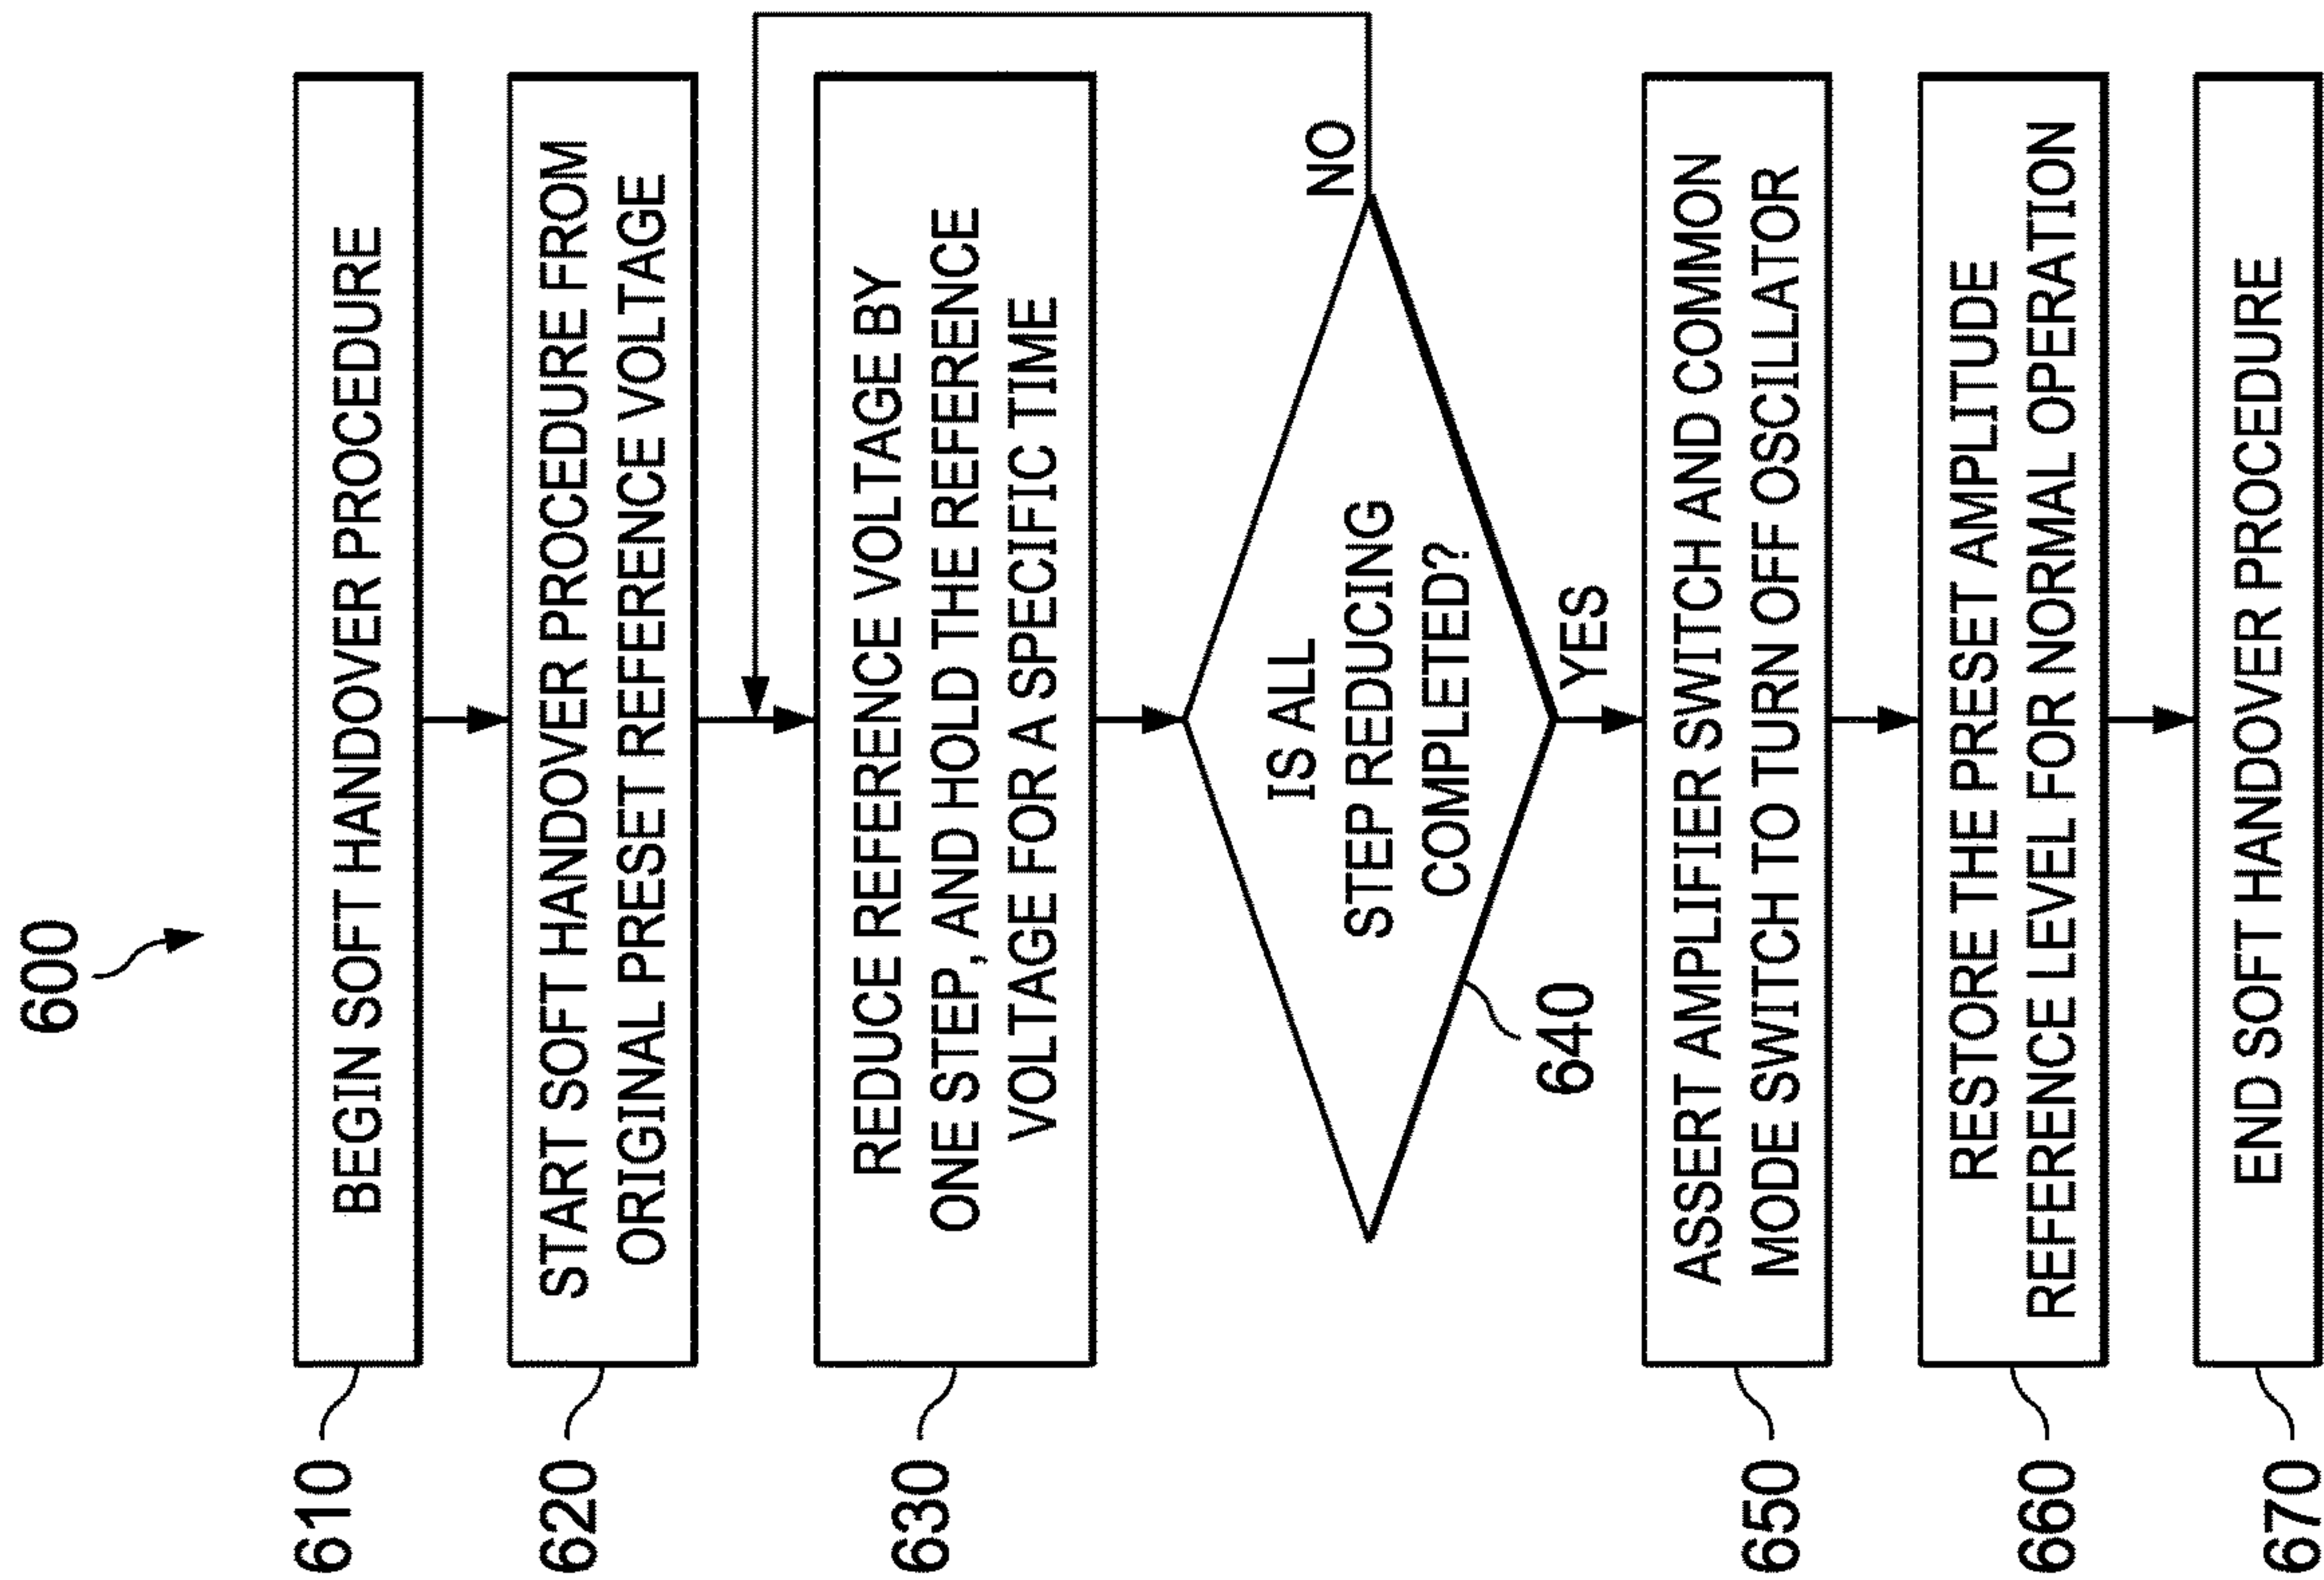 600
610
BEGIN SOFT HANDOVER PROCEDURE
620
START SOFT HANDOVER PROCEDURE FROM
ORIGINAL PRESET REFERENCE VOLTAGE
630
REDUCE REFERENCE VOLTAGE BY
ONE STEP, AND HOLD THE REFERENCE
VOLTAGE FOR A SPECIFIC TIME
IS ALL
STEP REDUCING
COMPLETED?
NO
640
YES
650
ASSERT AMPLIFIER SWITCH AND COMMON
MODE SWITCH TO TURN OFF OSCILLATOR
660
RESTORE THE PRESET AMPLITUDE
REFERENCE LEVEL FOR NORMAL OPERATION
670
END SOFT HANDOVER PROCEDURE